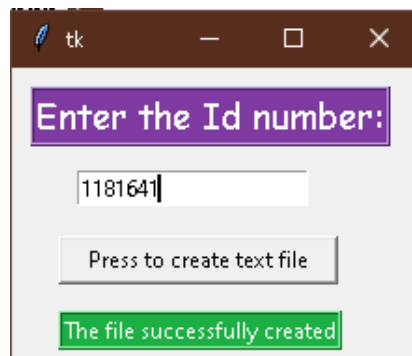 tk
Enter the Id number:
1181641
Press to create text file
The file successfully created